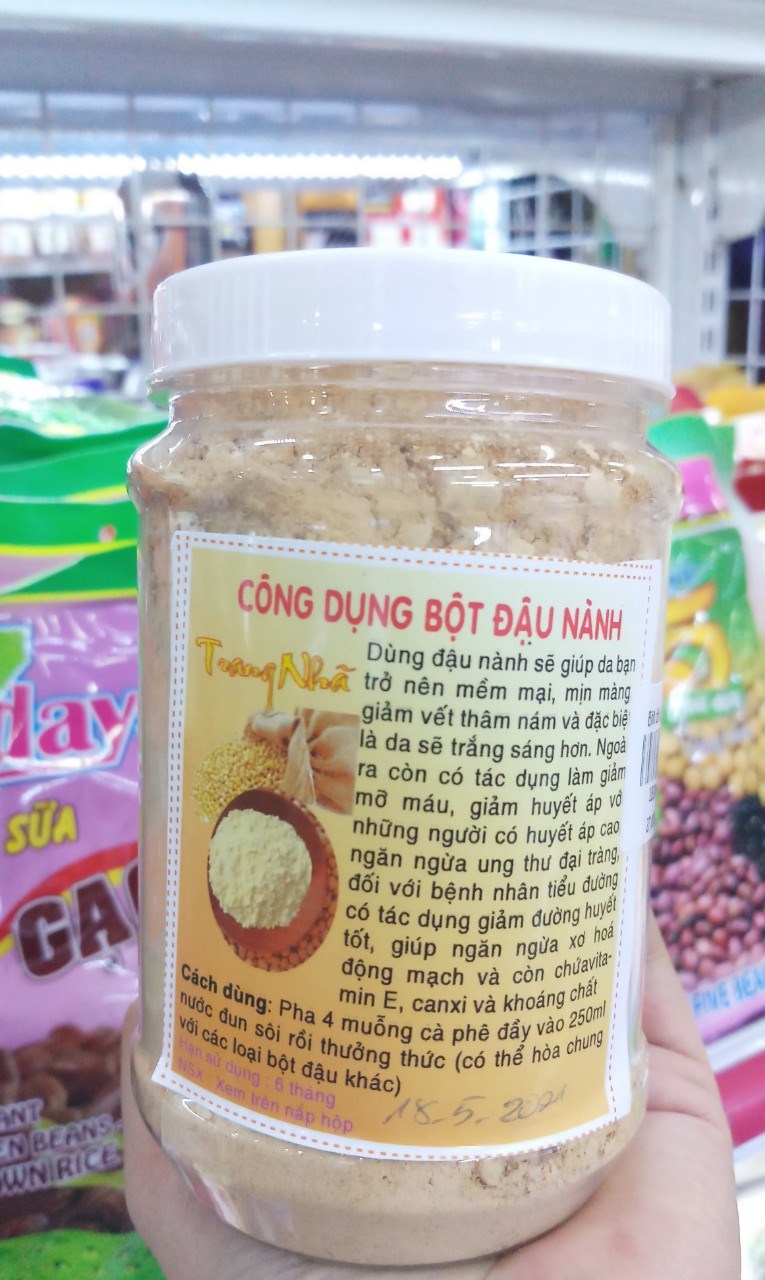 CÔNG DỤNG BỘT ĐẬU NÀNH
Trang Nhã
Dùng đậu nành sẽ giúp da bạn
trở nên mềm mại, mịn màng
giảm vết thâm nám và đặc biệ
là da sẽ trắng sáng hơn. Ngoà
ra còn có tác dụng làm giảm
mỡ máu, giảm huyết áp vớ
những người có huyết áp cao
ngăn ngừa ung thư đại tràng,
đối với bệnh nhân tiểu đường
có tác dụng giảm đường huyết
tốt, giúp ngăn ngừa xơ hoá
động mạch và còn chứavita-
min E, canxi và khoáng chất
Cách dùng: Pha 4 muỗng cà phê đẩy vào 250ml
nước đun sôi rồi thưởng thức (có thể hòa chung
với các loại bột đậu khác)
Hạn sử dụng : 6 tháng
NSX : Xem trên nắp hộp
18.5.2021
day
SỮA
GẠ
ANT
EN BEANS
WN RICE